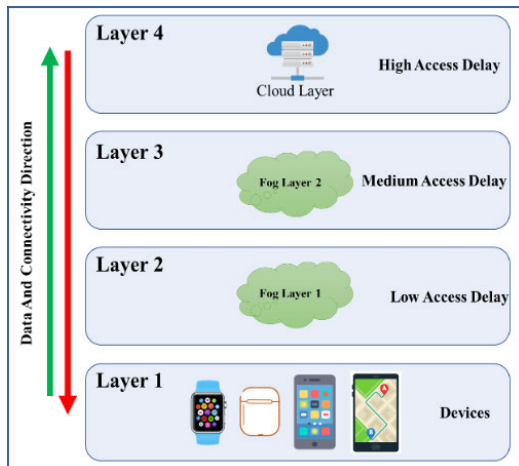 Layer 4
High Access Delay
Cloud Layer
Layer 3
Fog Layer 2
Medium Access Delay
Layer 2
Fog Layer 1
Low Access Delay
Layer 1
A
B
Devices
Data And Connectivity Direction